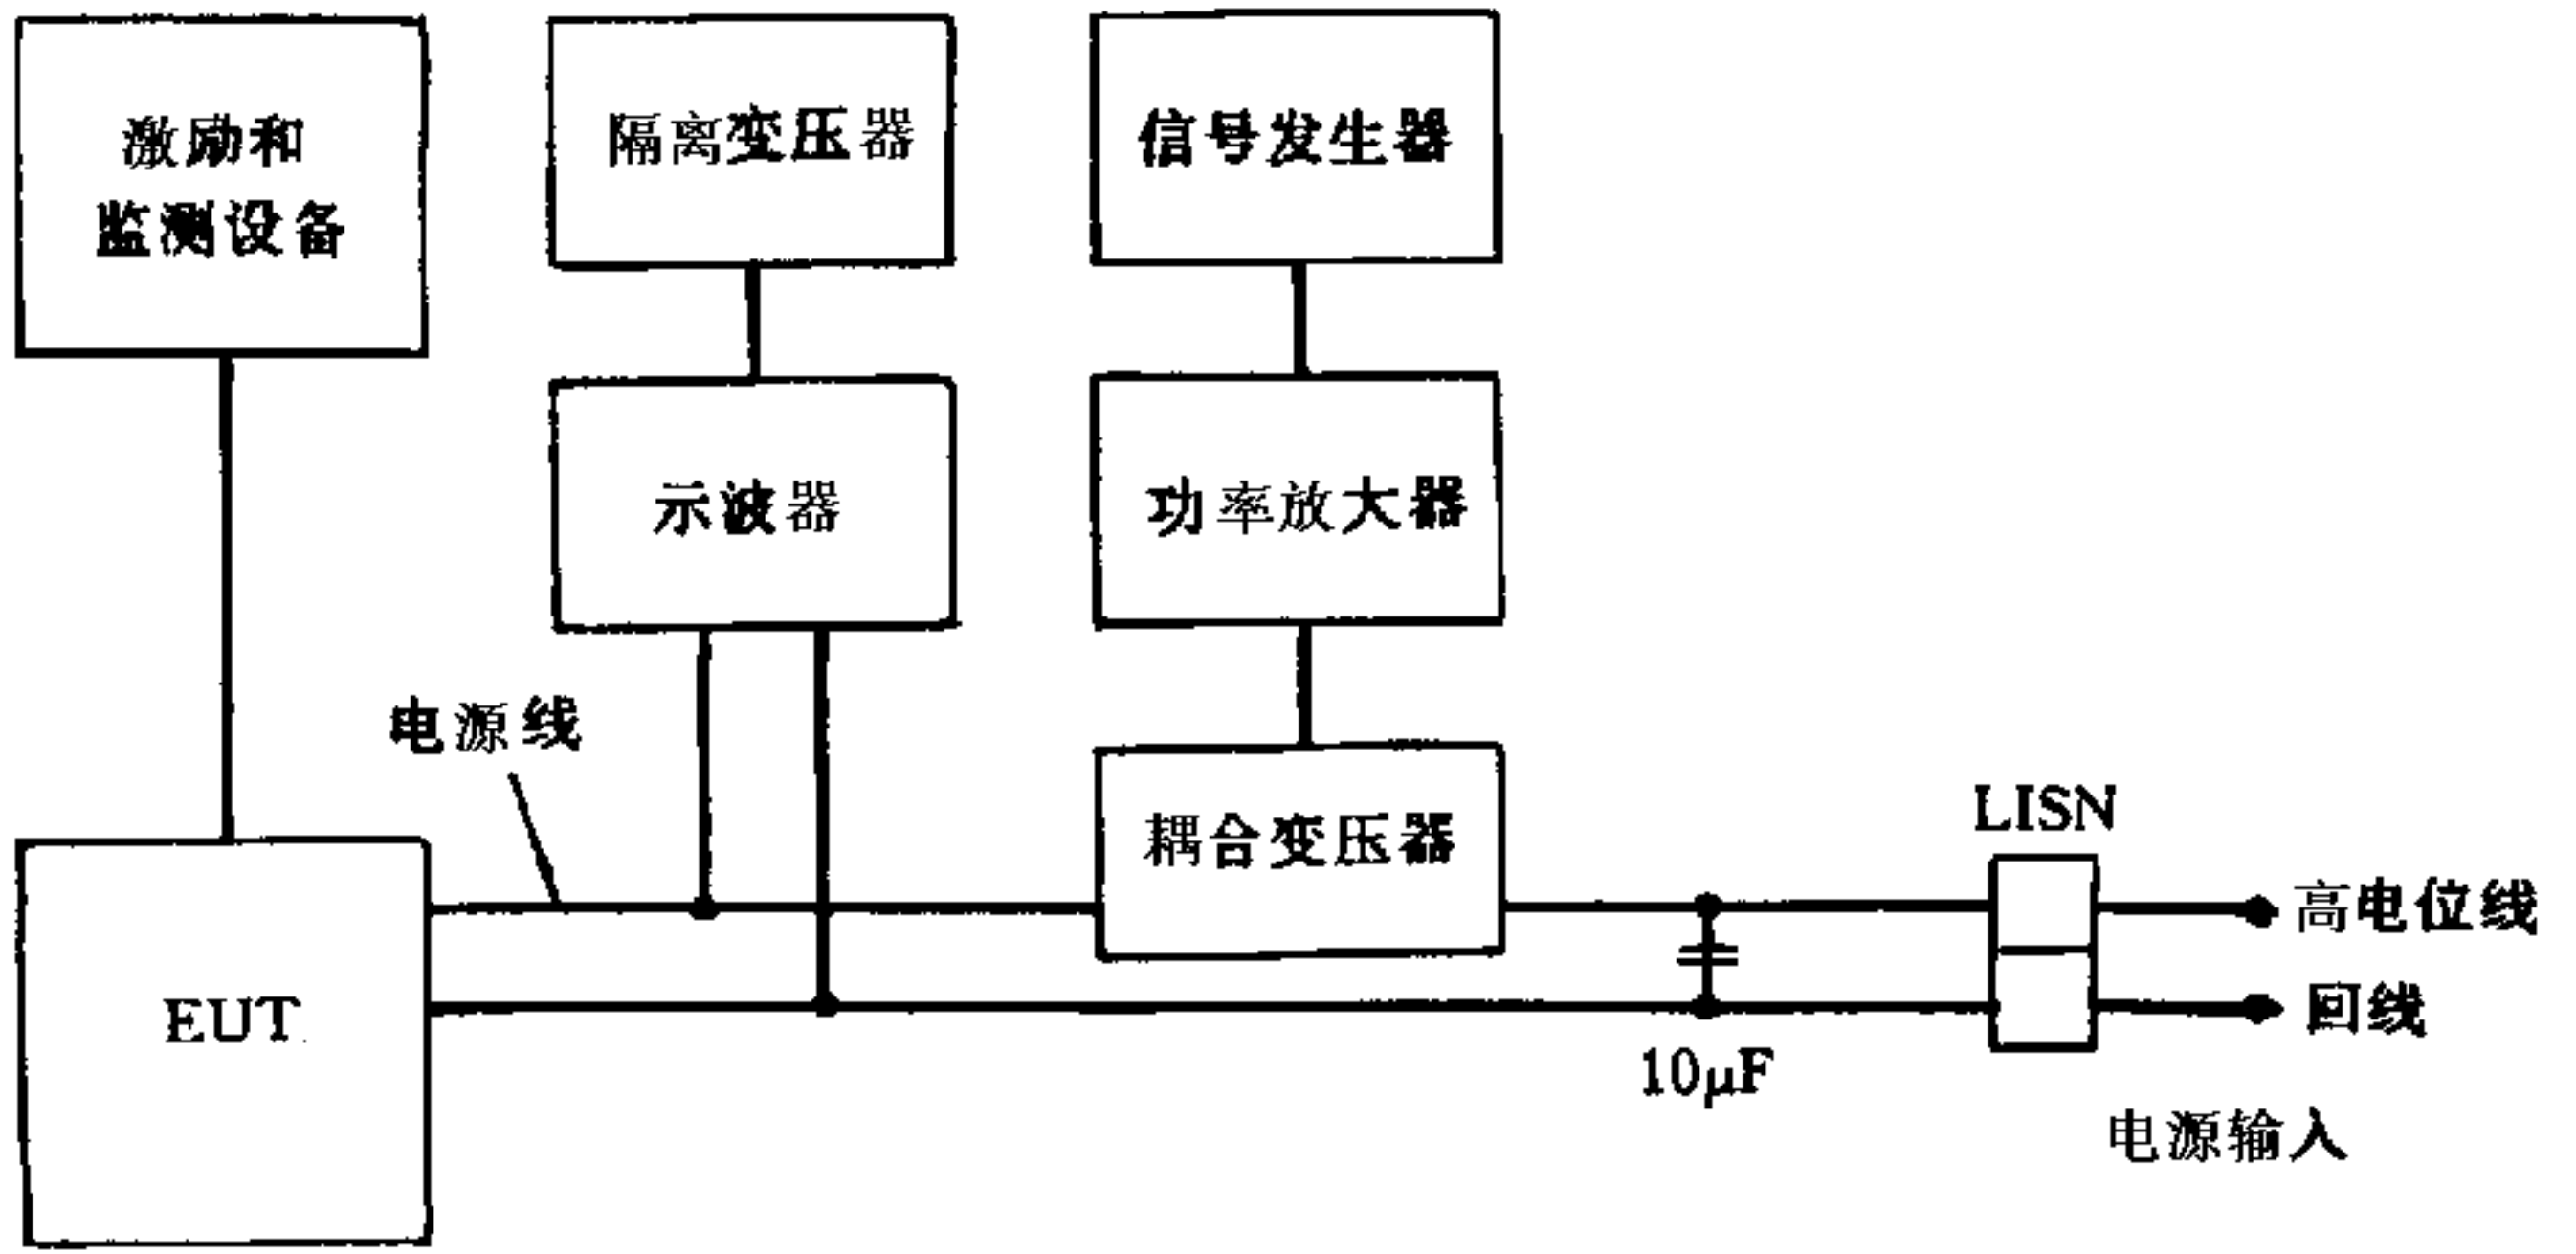 激励和
监测设备
隔离变压器
信号发生器
示波器
功率放大器
电源线
耦合变压器
LISN
高电位线
EUT
回线
10μF
电源输入